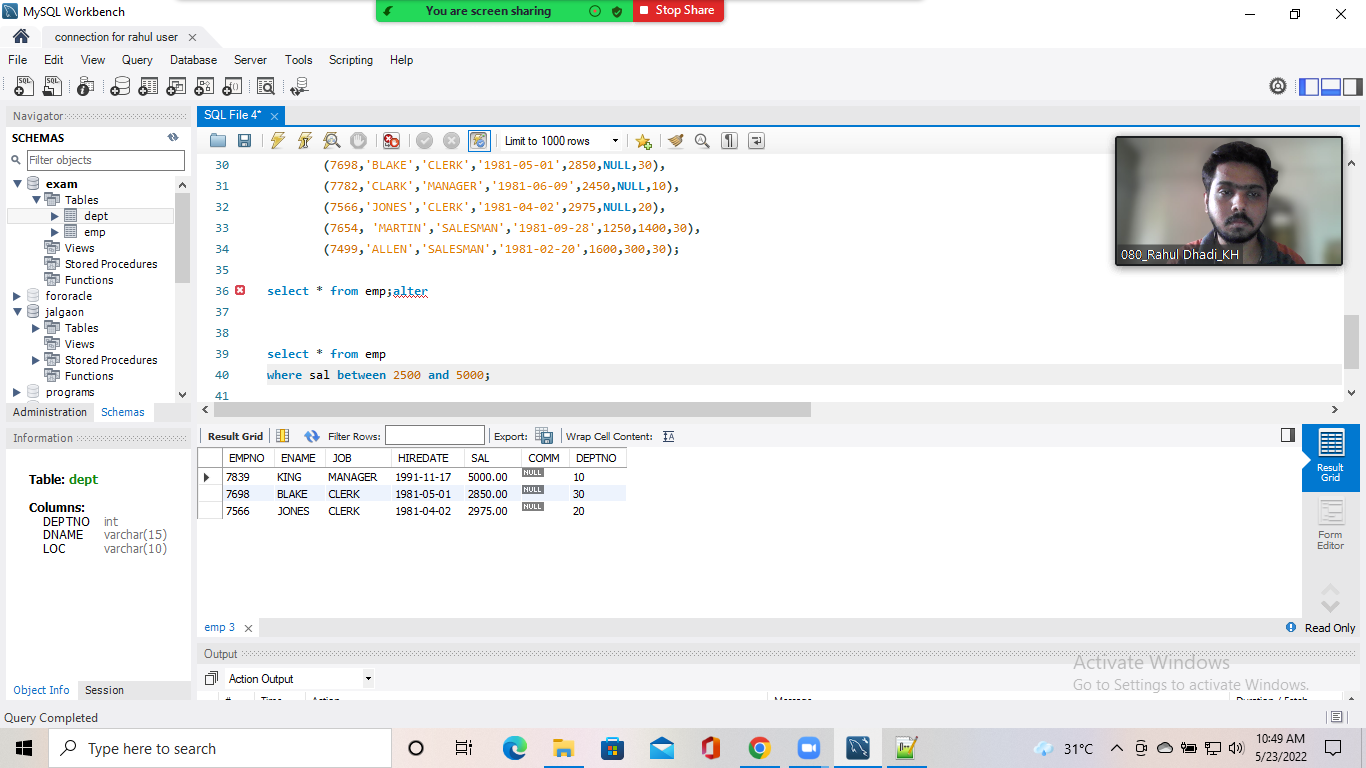 MySQL Workbench
You are screen sharing
Stop Share
connection for rahul user
File Edit View Query Database Server Tools Scripting Help
Navigator
SCHEMAS
Filter objects
exam
Tables
dept
emp
Views
Stored Procedures
Functions
fororacle
jalgaon
Tables
Views
Stored Procedures
Functions
programs
Administration Schemas
Information
Table: dept
Columns:
DEPTNO int
DNAME varchar(15)
LOC varchar(10)
Object Info Session
SQL File 4*
Limit to 1000 rows
30 (7698,'BLAKE','CLERK','1981-05-01',2850,NULL,30),
31 (7782,'CLARK','MANAGER','1981-06-09',2450,NULL,10),
32 (7566,'JONES','CLERK','1981-04-02',2975,NULL,20),
33 (7654, 'MARTIN','SALESMAN','1981-09-28',1250,1400,30),
34 (7499,'ALLEN','SALESMAN','1981-02-20',1600,300,30);
35
36 select * from emp;alter
37
38
39 select * from emp
40 where sal between 2500 and 5000;
41
080_Rahul Dhadi_KH
Result Grid Filter Rows: Export: Wrap Cell Content:
EMPNO ENAME JOB HIREDATE SAL COMM DEPTNO
7839 KING MANAGER 1991-11-17 5000.00 NULL 10
7698 BLAKE CLERK 1981-05-01 2850.00 NULL 30
7566 JONES CLERK 1981-04-02 2975.00 NULL 20
Result
Grid
Form
Editor
emp 3
Read Only
Output
Action Output
# Time Action Message Duration / Fetch
Activate Windows
Go to Settings to activate Windows.
Query Completed
Type here to search
31°C
10:49 AM
5/23/2022